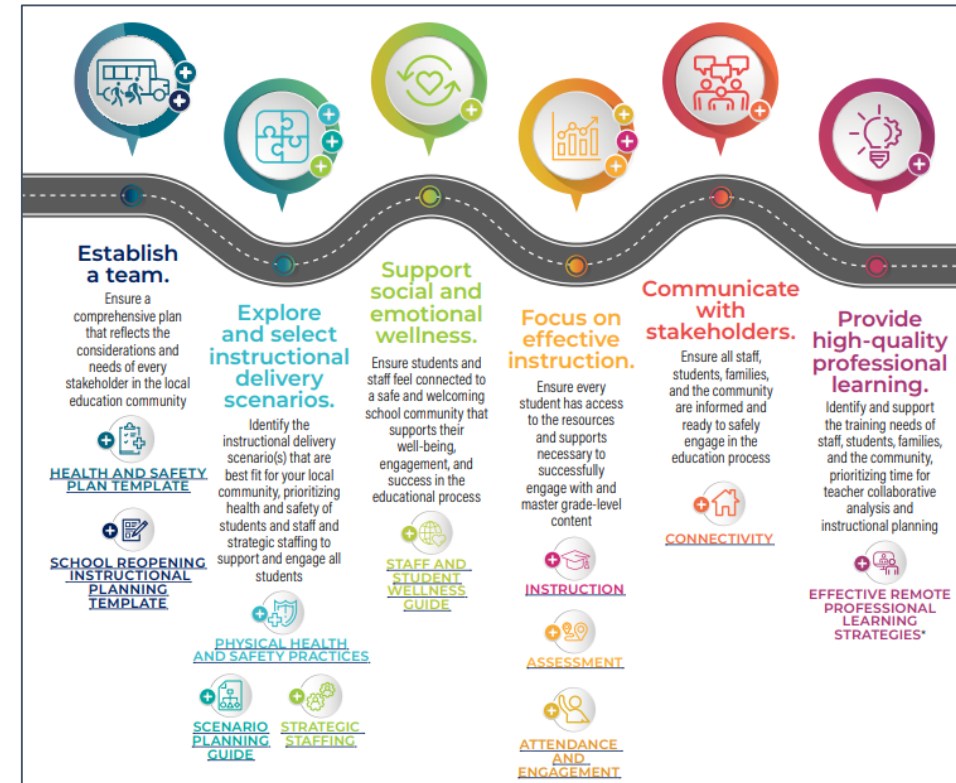 Establish
a team.
Ensure a
comprehensive plan
that reflects the
considerations and
needs of every
stakeholder in the local
education community
HEALTH AND SAFETY
PLAN TEMPLATE
SCHOOL REOPENING
INSTRUCTIONAL
PLANNING
TEMPLATE
Explore
and select
instructional
delivery
scenarios.
Identify the
instructional delivery
scenario(s) that are
best fit for your local
community, prioritizing
health and safety of
students and staff and
strategic staffing to
support and engage all
students
PHYSICAL HEALTH
AND SAFETY PRACTICES
SCENARIO
PLANNING
GUIDE
STRATEGIC
STAFFING
Support
social and
emotional
wellness.
Ensure students and
staff feel connected to
a safe and welcoming
school community that
supports their
well-being,
engagement, and
success in the
educational process
STAFF AND
STUDENT
WELLNESS
GUIDE
Focus on
effective
instruction.
Ensure every
student has access
to the resources
and supports
necessary to
successfully
engage with and
master grade-level
content
INSTRUCTION
ASSESSMENT
ATTENDANCE
AND
ENGAGEMENT
Communicate
with
stakeholders.
Ensure all staff,
students, families,
and the community
are informed and
ready to safely
engage in the
education process
CONNECTIVITY
Provide
high-quality
professional
learning.
Identify and support
the training needs of
staff, students, families,
and the community,
prioritizing time for
teacher collaborative
analysis and
instructional planning
EFFECTIVE REMOTE
PROFESSIONAL
LEARNING
STRATEGIES*